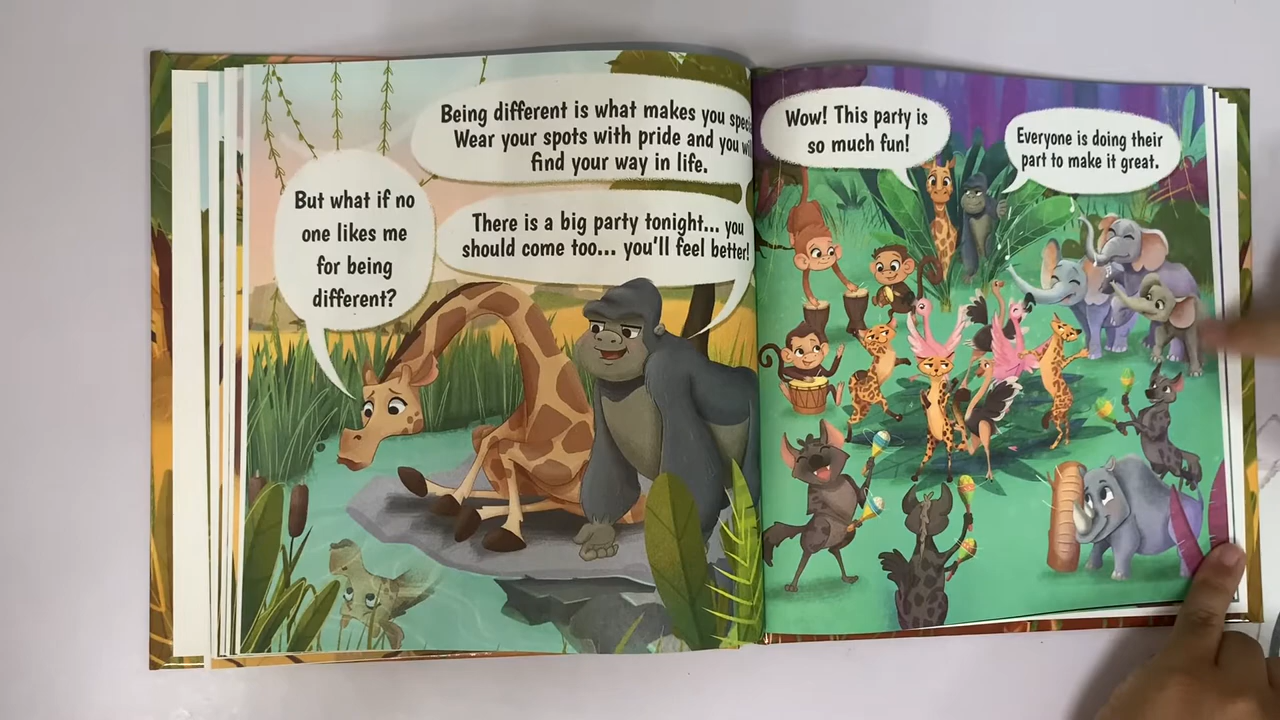 Being different is what makes you
Wear your spots with pride and you
find your way in life.
But what if no
one likes me
for being
different?
There is a big party tonight... you
should come too... you'll feel better!
Wow! This party is
so much fun!
Everyone is doing their
part to make it great.